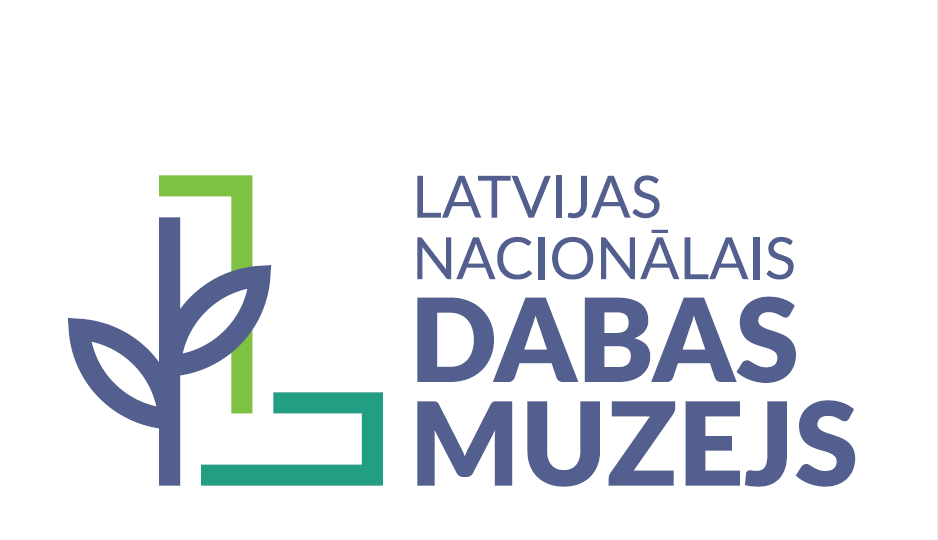 LATVIJAS
NACIONĀLAIS
DABAS
MUZEJS